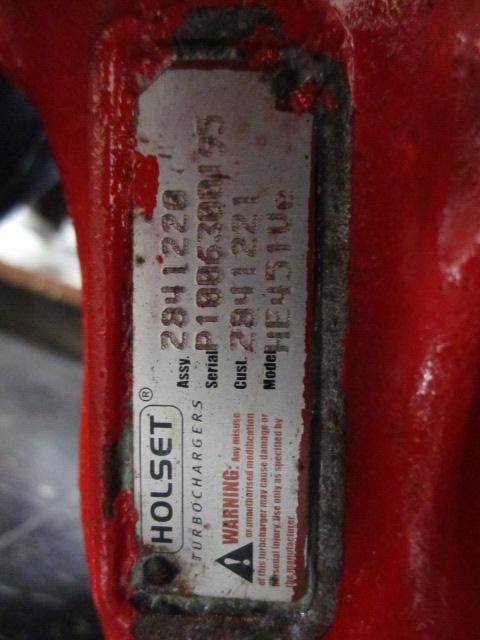 HOLSET®
TURBOCHARGERS
Assy. 2841220
Serial P1006300195
Cust. 2841221
Model HE451Ve
WARNING: Any misuse
or unauthorised modification
of this turbocharger may cause damage or
personal injury. Use only as specified by
the manufacturer